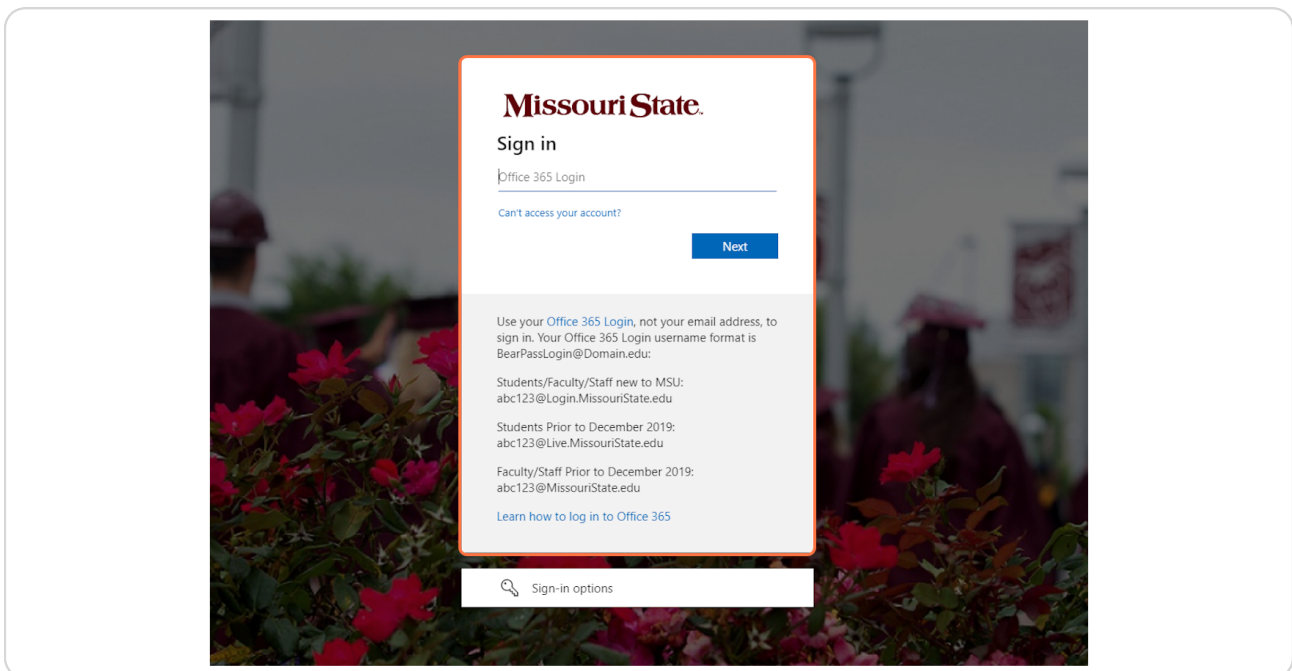 Missouri State™
Sign in
Office 365 Login
Can't access your account?
Next
Use your Office 365 Login, not your email address, to
sign in. Your Office 365 Login username format is
BearPassLogin@Domain.edu:
Students/Faculty/Staff new to MSU:
abc123@Login.MissouriState.edu
Students Prior to December 2019:
abc123@Live.MissouriState.edu
Faculty/Staff Prior to December 2019:
abc123@MissouriState.edu
Learn how to log in to Office 365
Sign-in options